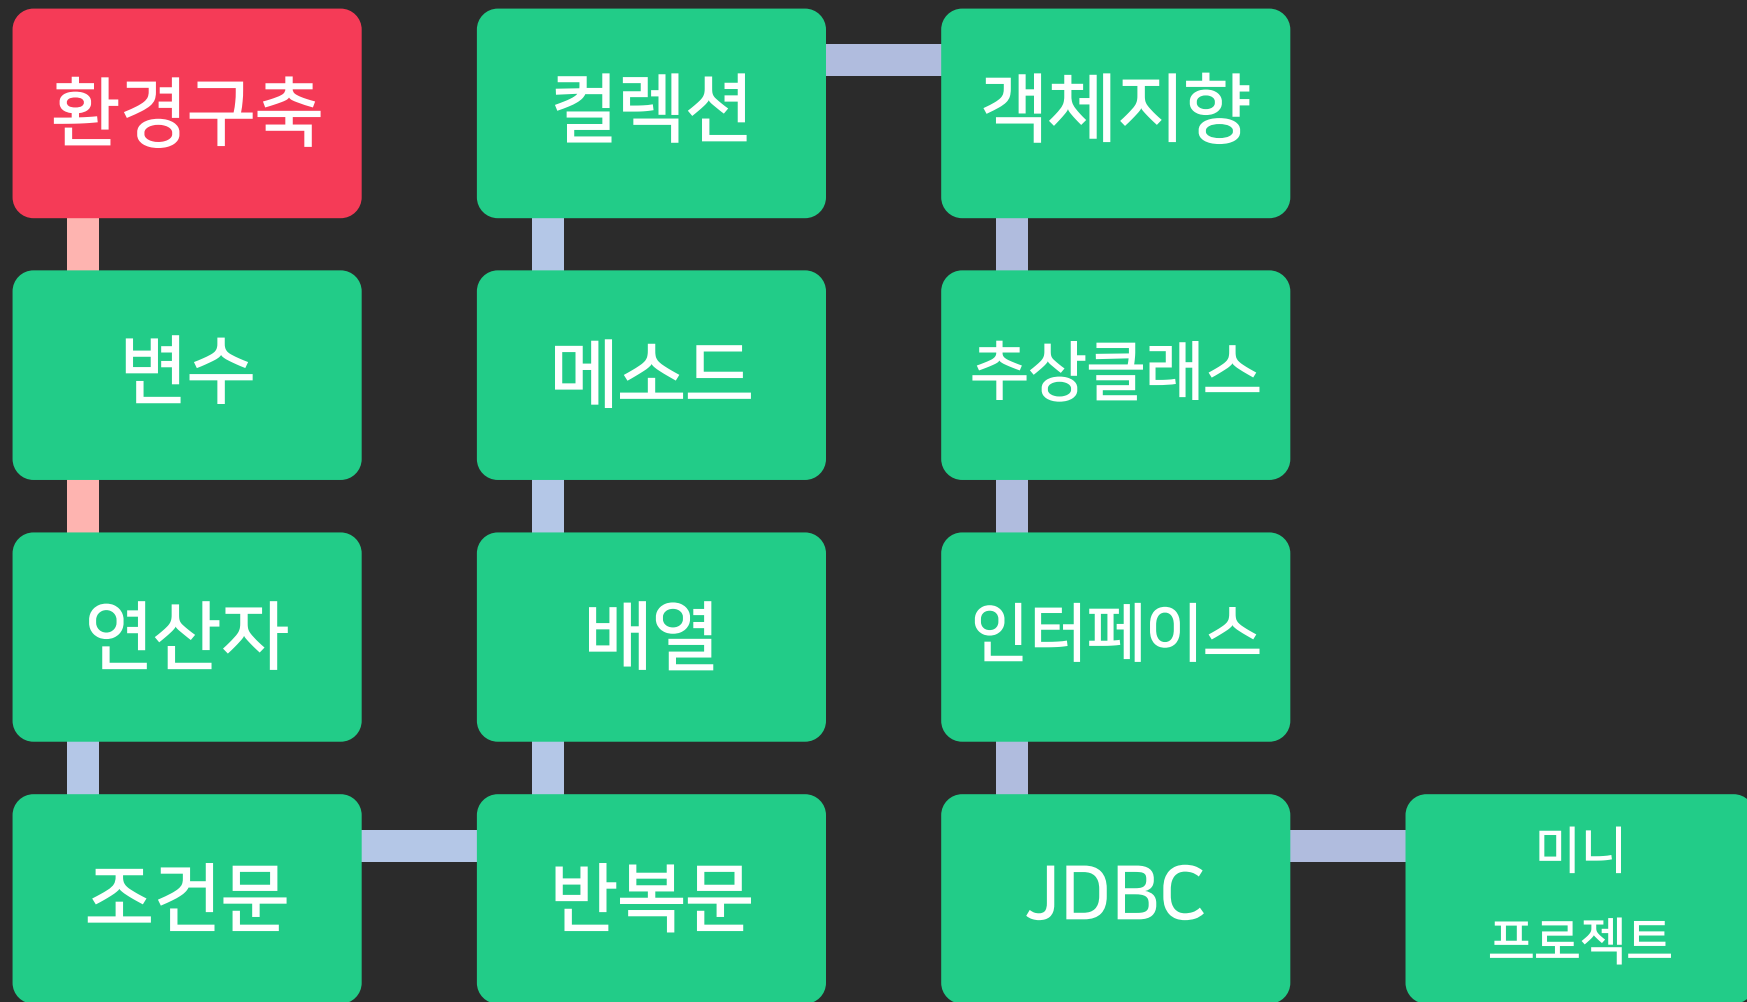 환경구축
컬렉션
객체지향
변수
메소드
추상클래스
연산자
배열
인터페이스
조건문
반복문
JDBC
미니
프로젝트